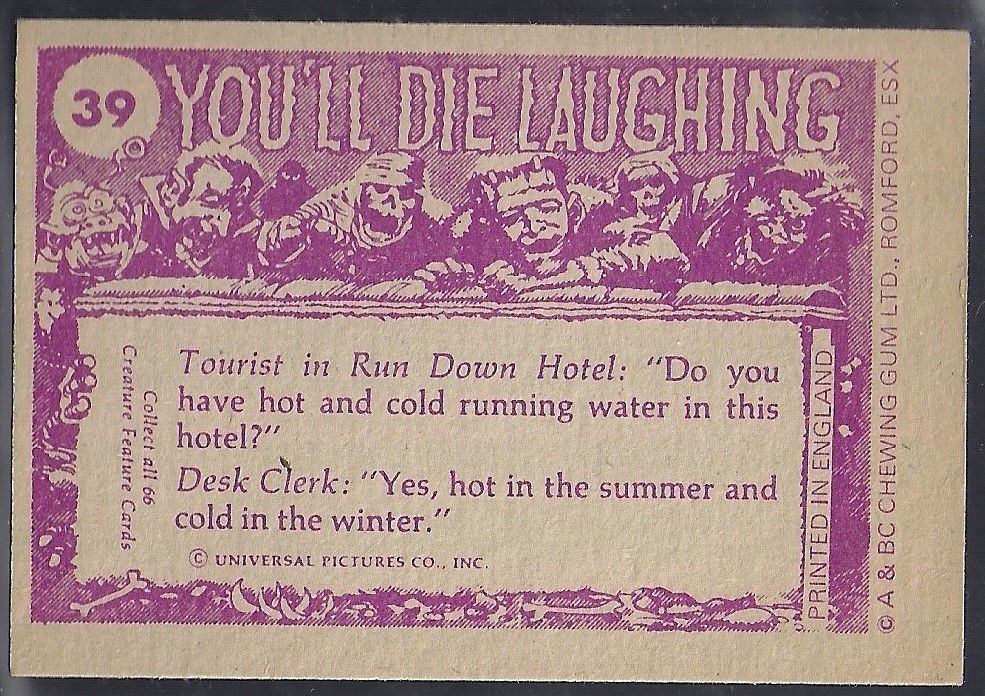 39
YOU'LL DIE LAUGHING
Tourist in Run Down Hotel: "Do you
have hot and cold running water in this
hotel?"
Desk Clerk: "Yes, hot in the summer and
cold in the winter."
© UNIVERSAL PICTURES CO., INC.
Collect all 66
Creature Feature Cards
PRINTED IN ENGLAND
© A & BC CHEWING GUM LTD., ROMFORD, ESX